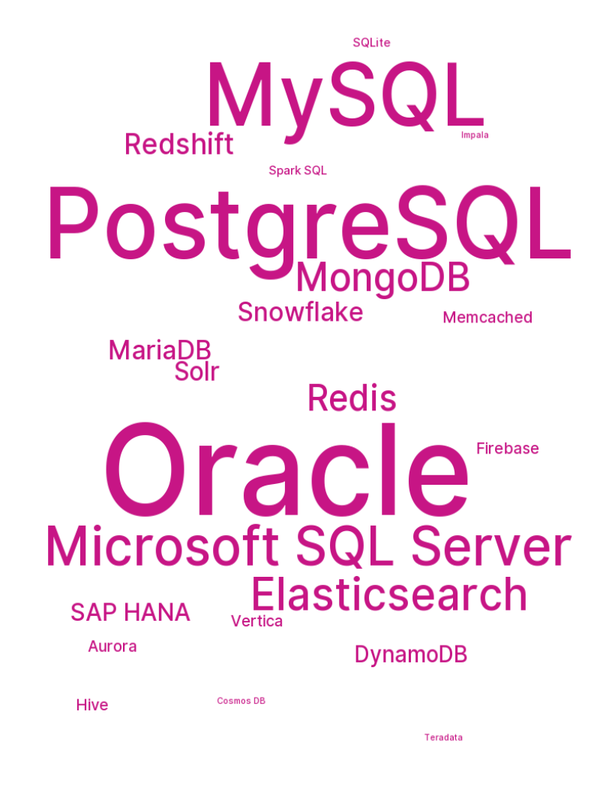 SQLite
MySQL
Impala
Redshift
Spark SQL
PostgreSQL
MongoDB
Snowflake
Memcached
MariaDB
Solr
Redis
Oracle
Firebase
Microsoft SQL Server
Elasticsearch
SAP HANA
Vertica
Aurora
DynamoDB
Hive
Cosmos DB
Teradata